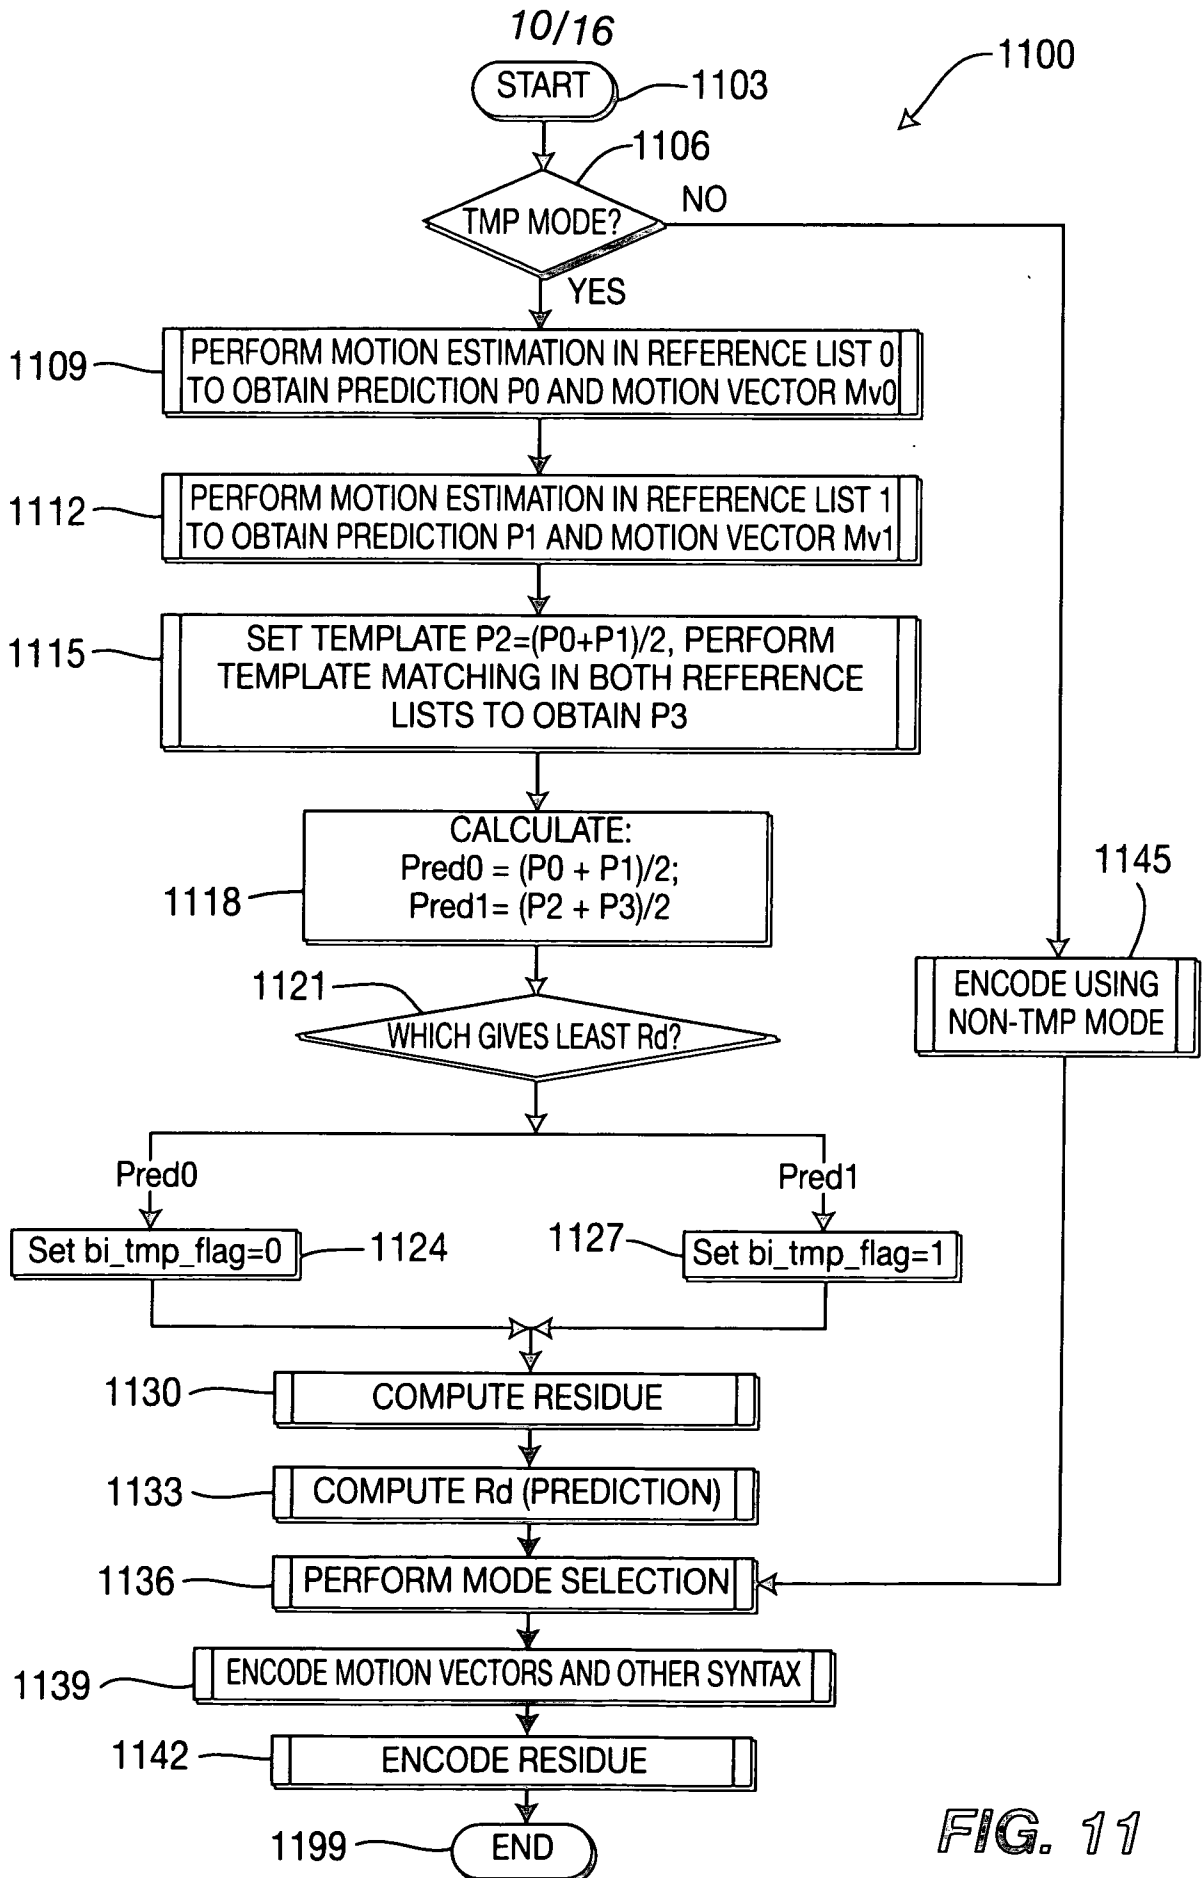 10/16
1100
START
1103
1106
TMP MODE?
NO
YES
1109
PERFORM MOTION ESTIMATION IN REFERENCE LIST 0
TO OBTAIN PREDICTION P0 AND MOTION VECTOR Mv0
1112
PERFORM MOTION ESTIMATION IN REFERENCE LIST 1
TO OBTAIN PREDICTION P1 AND MOTION VECTOR Mv1
1115
SET TEMPLATE P2=(P0+P1)/2, PERFORM
TEMPLATE MATCHING IN BOTH REFERENCE
LISTS TO OBTAIN P3
1118
CALCULATE:
Pred0 = (P0 + P1)/2;
Pred1= (P2 + P3)/2
1145
ENCODE USING
NON-TMP MODE
1121
WHICH GIVES LEAST Rd?
Pred0
Pred1
Set bi_tmp_flag=0
1124
1127
Set bi_tmp_flag=1
1130
COMPUTE RESIDUE
1133
COMPUTE Rd (PREDICTION)
1136
PERFORM MODE SELECTION
1139
ENCODE MOTION VECTORS AND OTHER SYNTAX
1142
ENCODE RESIDUE
1199
END
FIG. 11